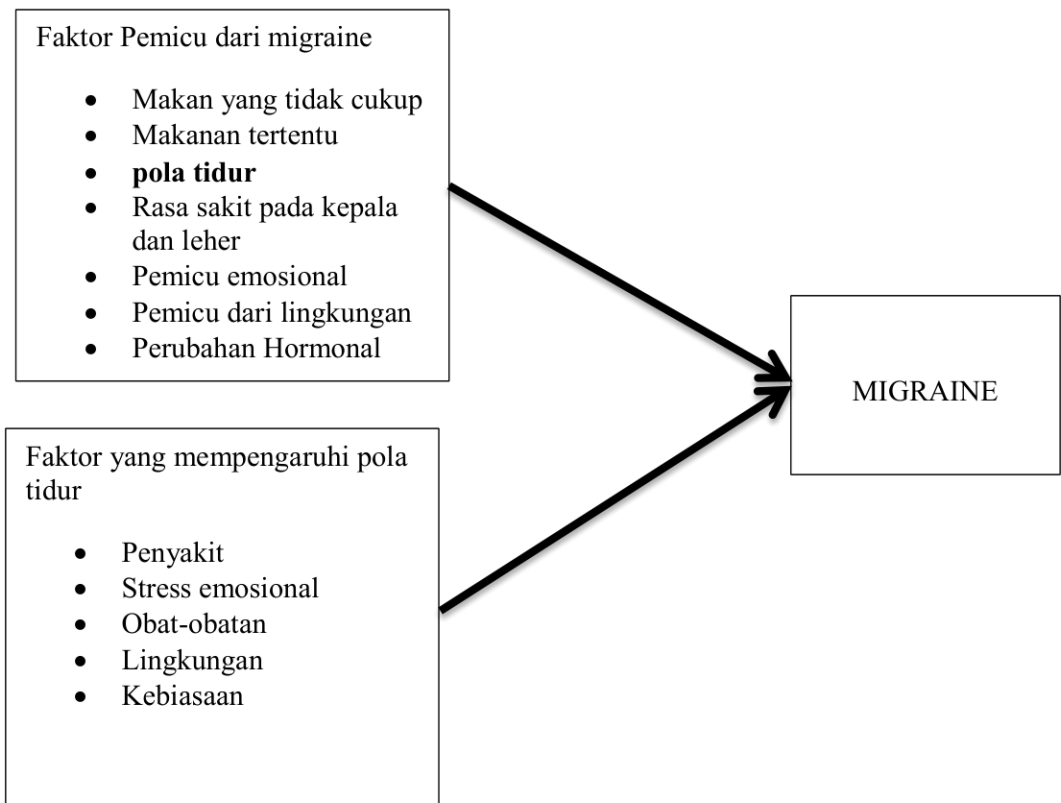 Faktor Pemicu dari migraine
• Makan yang tidak cukup
• Makanan tertentu
• pola tidur
• Rasa sakit pada kepala
dan leher
• Pemicu emosional
• Pemicu dari lingkungan
• Perubahan Hormonal
MIGRAINE
Faktor yang mempengaruhi pola
tidur
• Penyakit
• Stress emosional
• Obat-obatan
• Lingkungan
• Kebiasaan